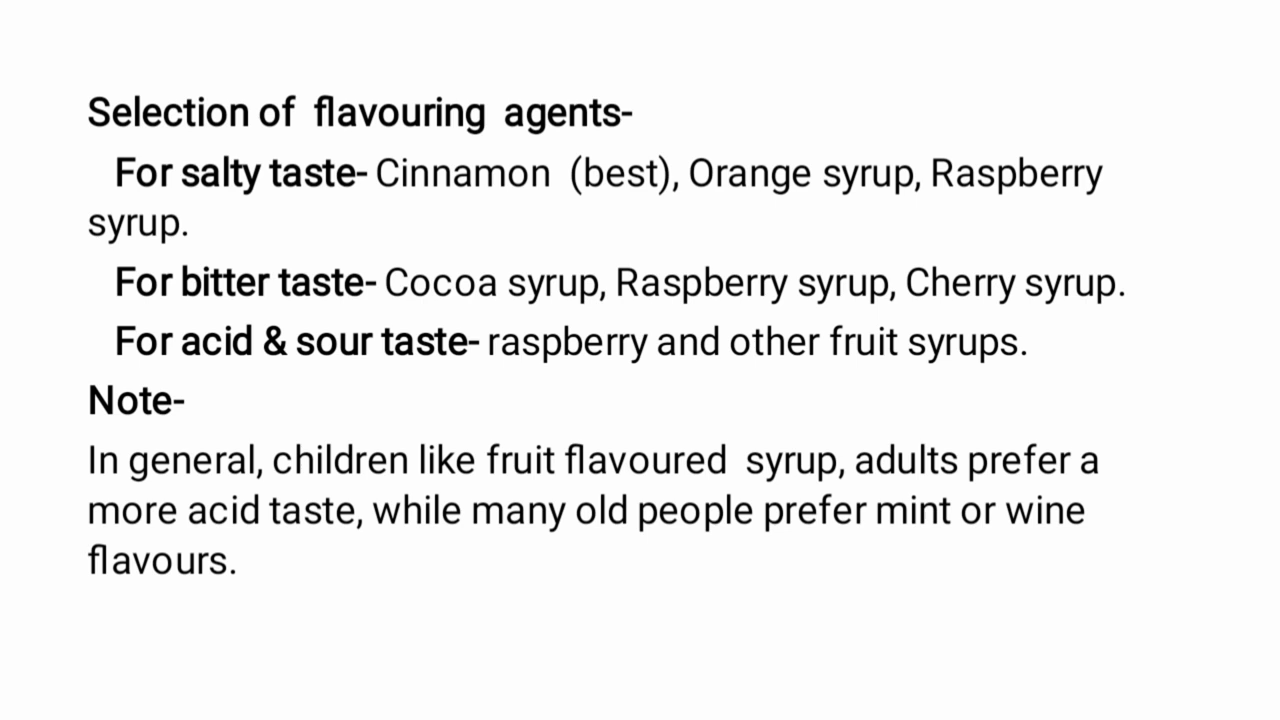 Selection of flavouring agents-
For salty taste- Cinnamon (best), Orange syrup, Raspberry
syrup.
For bitter taste- Cocoa syrup, Raspberry syrup, Cherry syrup.
For acid & sour taste- raspberry and other fruit syrups.
Note-
In general, children like fruit flavoured syrup, adults prefer a
more acid taste, while many old people prefer mint or wine
flavours.